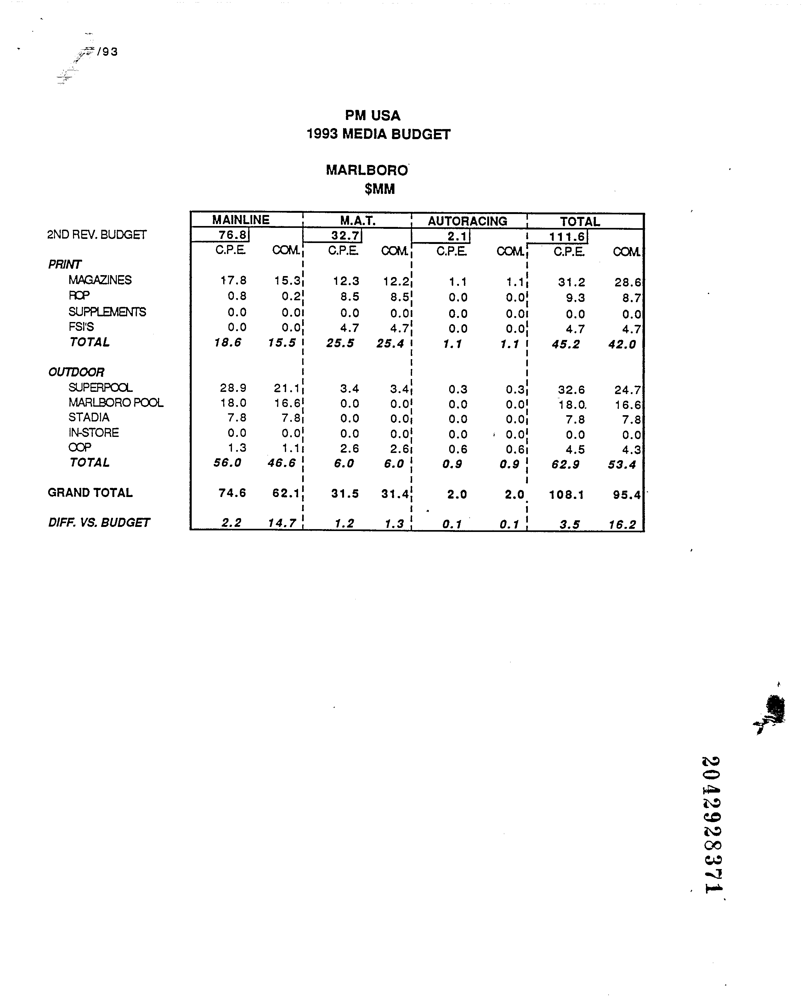 /93
PM USA
1993 MEDIA BUDGET
MARLBORO
$MM
MAINLINE M.A.T. AUTORACING TOTAL
2ND REV. BUDGET 76.8 32.7 2.1 111.6
C.P.E. COM. C.P.E. COM. C.P.E. COM. C.P.E. COM.
PRINT
MAGAZINES 17.8 15.3 12.3 12.2 1.1 1.1 31.2 28.6
ROP 0.8 0.2 8.5 8.5 0.0 0.0 9.3 8.7
SUPPLEMENTS 0.0 0.0 0.0 0.0 0.0 0.0 0.0 0.0
FSI'S 0.0 0.0 4.7 4.7 0.0 0.0 4.7 4.7
TOTAL 18.6 15.5 25.5 25.4 1.1 1.1 45.2 42.0
OUTDOOR
SUPERPOOL 28.9 21.1 3.4 3.4 0.3 0.3 32.6 24.7
MARLBORO POOL 18.0 16.6 0.0 0.0 0.0 0.0 18.0 16.6
STADIA 7.8 7.8 0.0 0.0 0.0 0.0 7.8 7.8
IN-STORE 0.0 0.0 0.0 0.0 0.0 0.0 0.0 0.0
OOP 1.3 1.1 2.6 2.6 0.6 0.6 4.5 4.3
TOTAL 56.0 46.6 6.0 6.0 0.9 0.9 62.9 53.4
GRAND TOTAL 74.6 62.1 31.5 31.4 2.0 2.0 108.1 95.4
DIFF. VS. BUDGET 2.2 14.7 1.2 1.3 0.1 0.1 3.5 16.2
2042928371